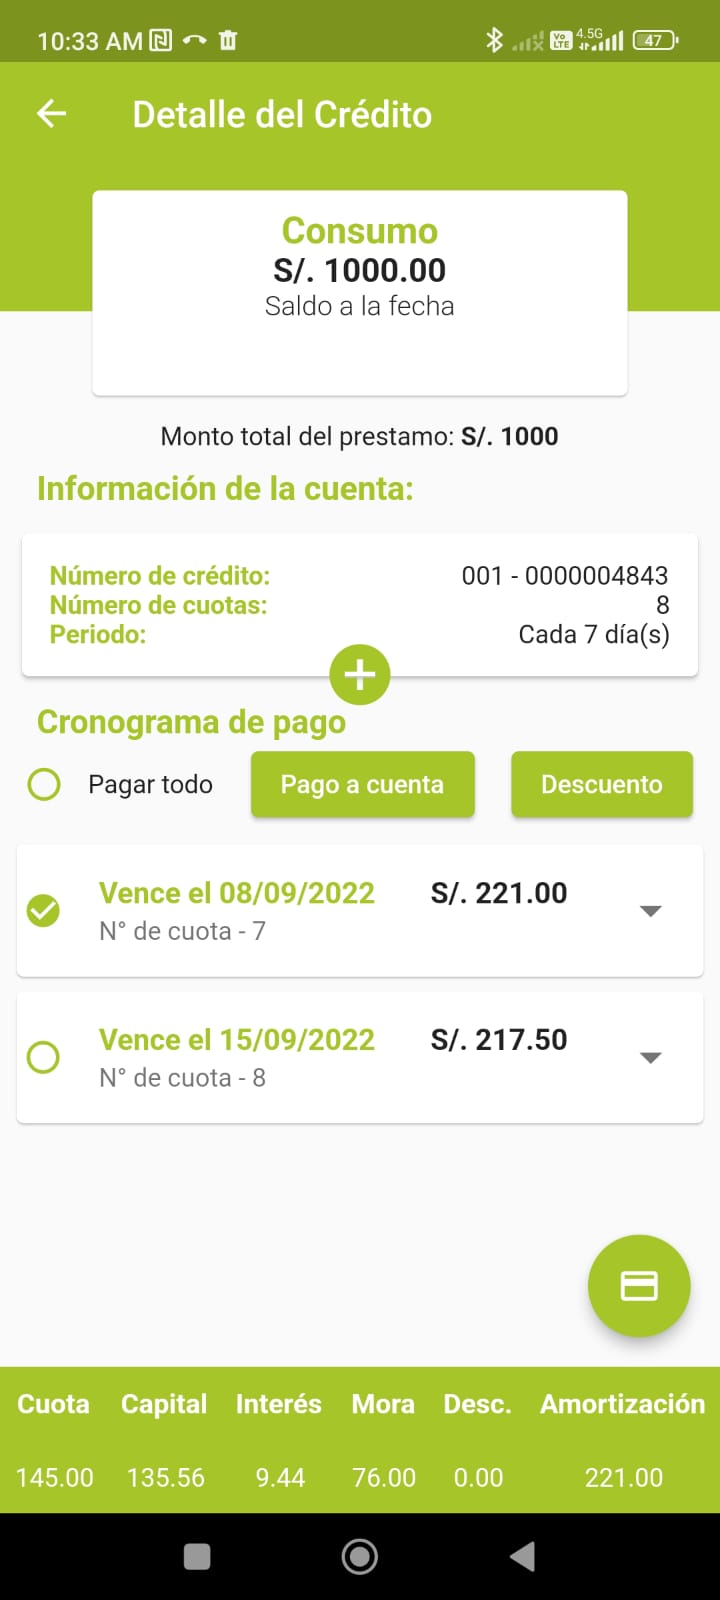 10:33 AM
Vo LTE 4.5G 47
Detalle del Crédito
Consumo
S/. 1000.00
Saldo a la fecha
Monto total del prestamo: S/. 1000
Información de la cuenta:
Número de crédito: 001 - 0000004843
Número de cuotas: 8
Periodo: Cada 7 día(s)
Cronograma de pago
Pagar todo Pago a cuenta Descuento
Vence el 08/09/2022 S/. 221.00
N° de cuota - 7
Vence el 15/09/2022 S/. 217.50
N° de cuota - 8
Cuota Capital Interés Mora Desc. Amortización
145.00 135.56 9.44 76.00 0.00 221.00